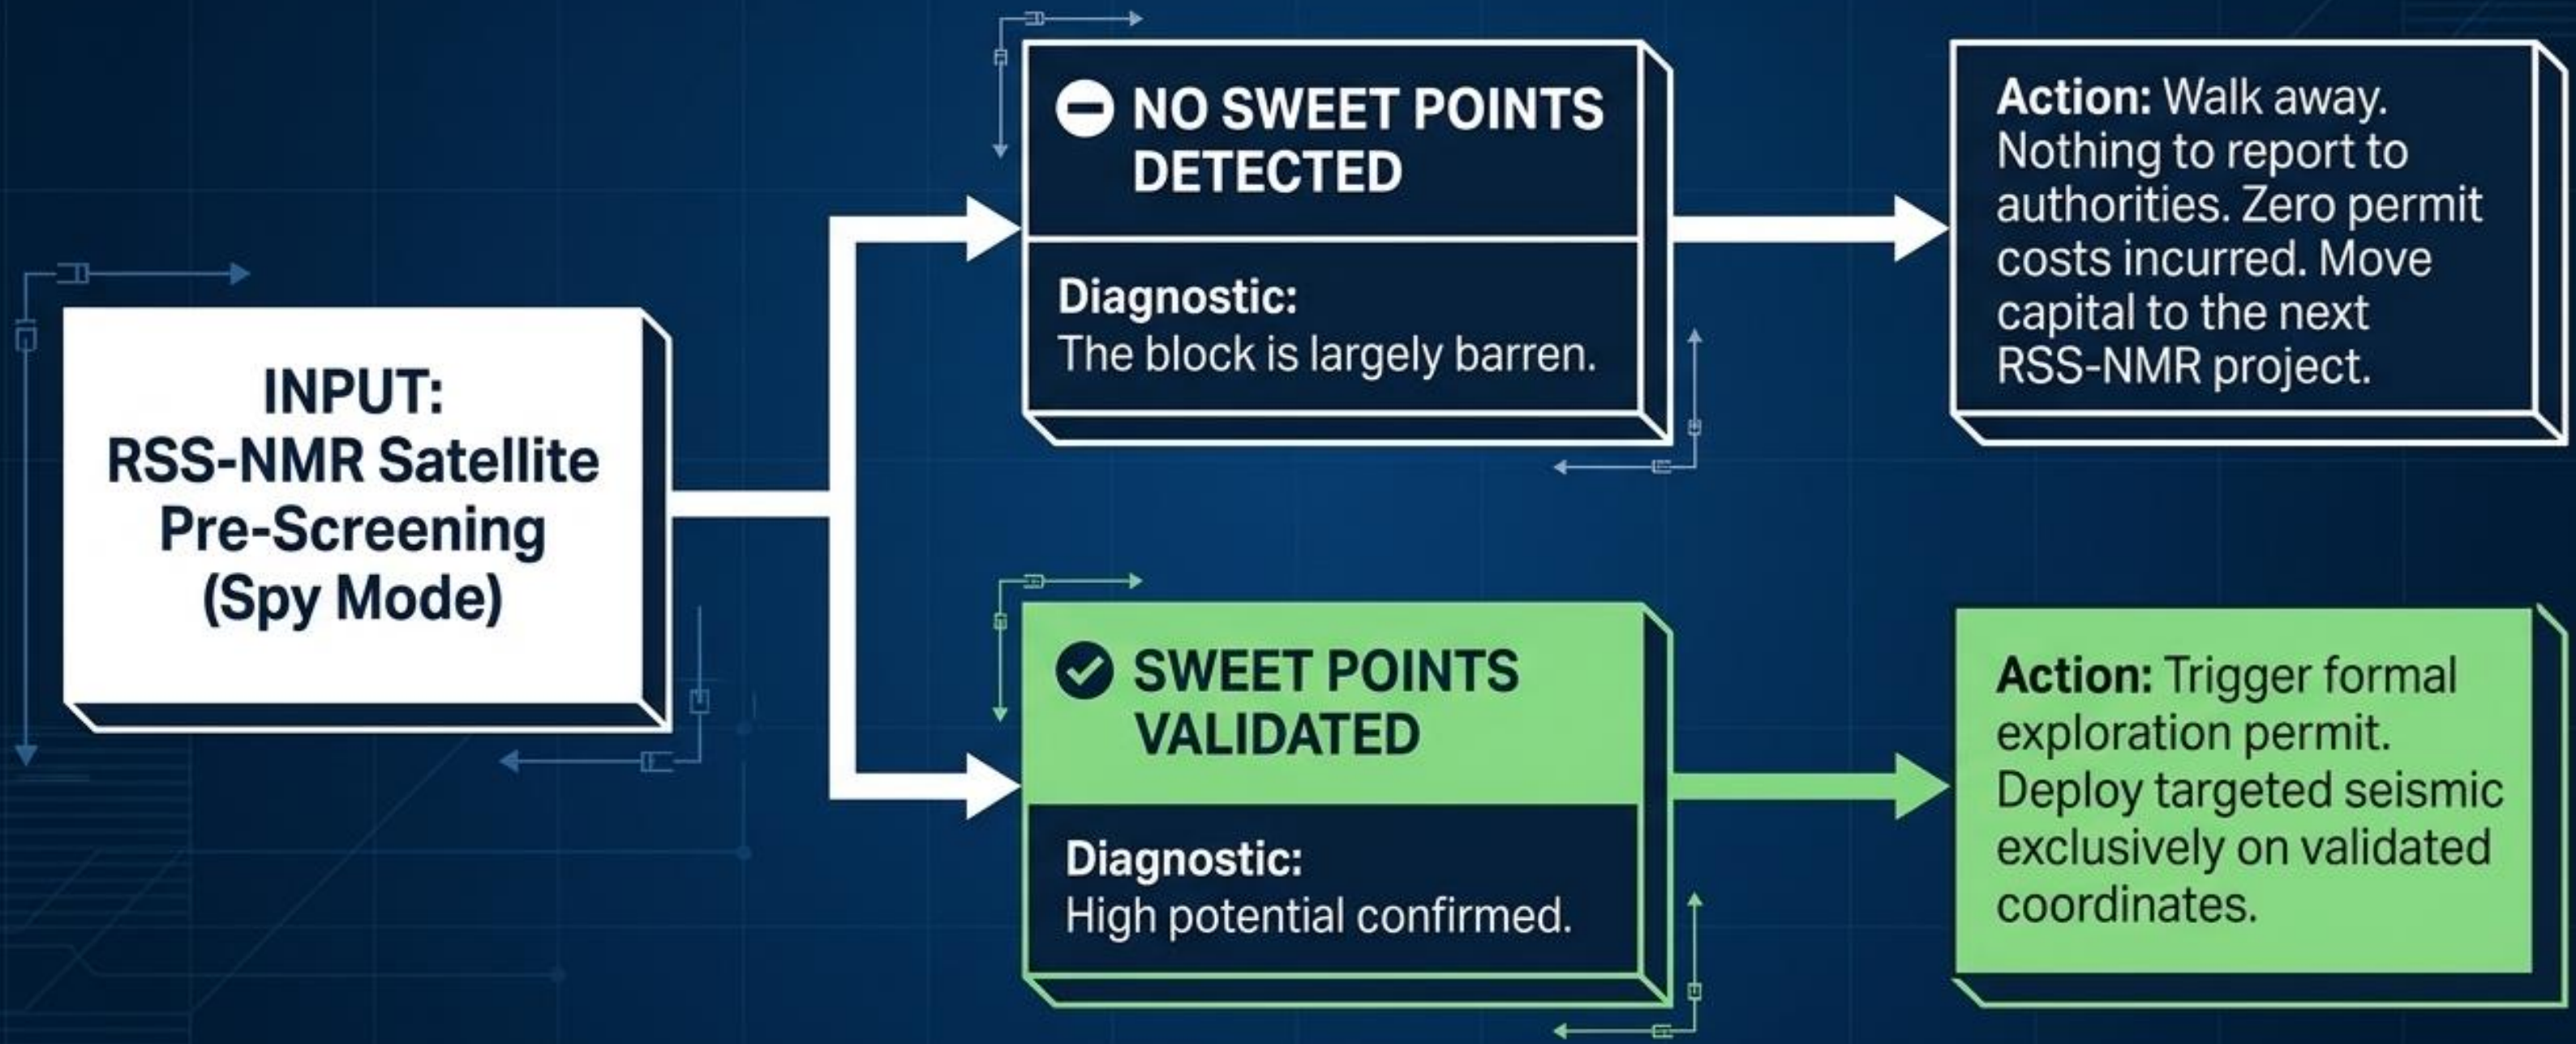 INPUT:
RSS-NMR Satellite
Pre-Screening
(Spy Mode)
NO SWEET POINTS
DETECTED
Diagnostic:
The block is largely barren.
Action: Walk away.
Nothing to report to
authorities. Zero permit
costs incurred. Move
capital to the next
RSS-NMR project.
SWEET POINTS
VALIDATED
Diagnostic:
High potential confirmed.
Action: Trigger formal
exploration permit.
Deploy targeted seismic
exclusively on validated
coordinates.